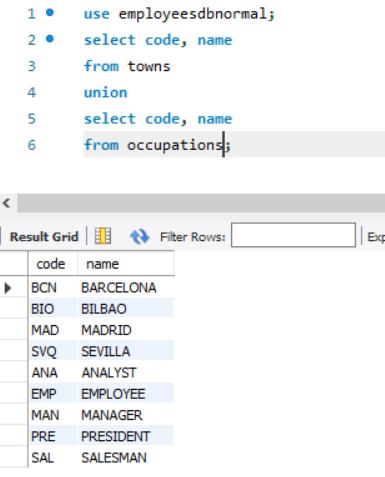 1 use employeesdbnormal;
2 select code, name
3 from towns
4 union
5 select code, name
6 from occupations;
Result Grid Filter Rows: Exp
code name
BCN BARCELONA
BIO BILBAO
MAD MADRID
SVQ SEVILLA
ANA ANALYST
EMP EMPLOYEE
MAN MANAGER
PRE PRESIDENT
SAL SALESMAN